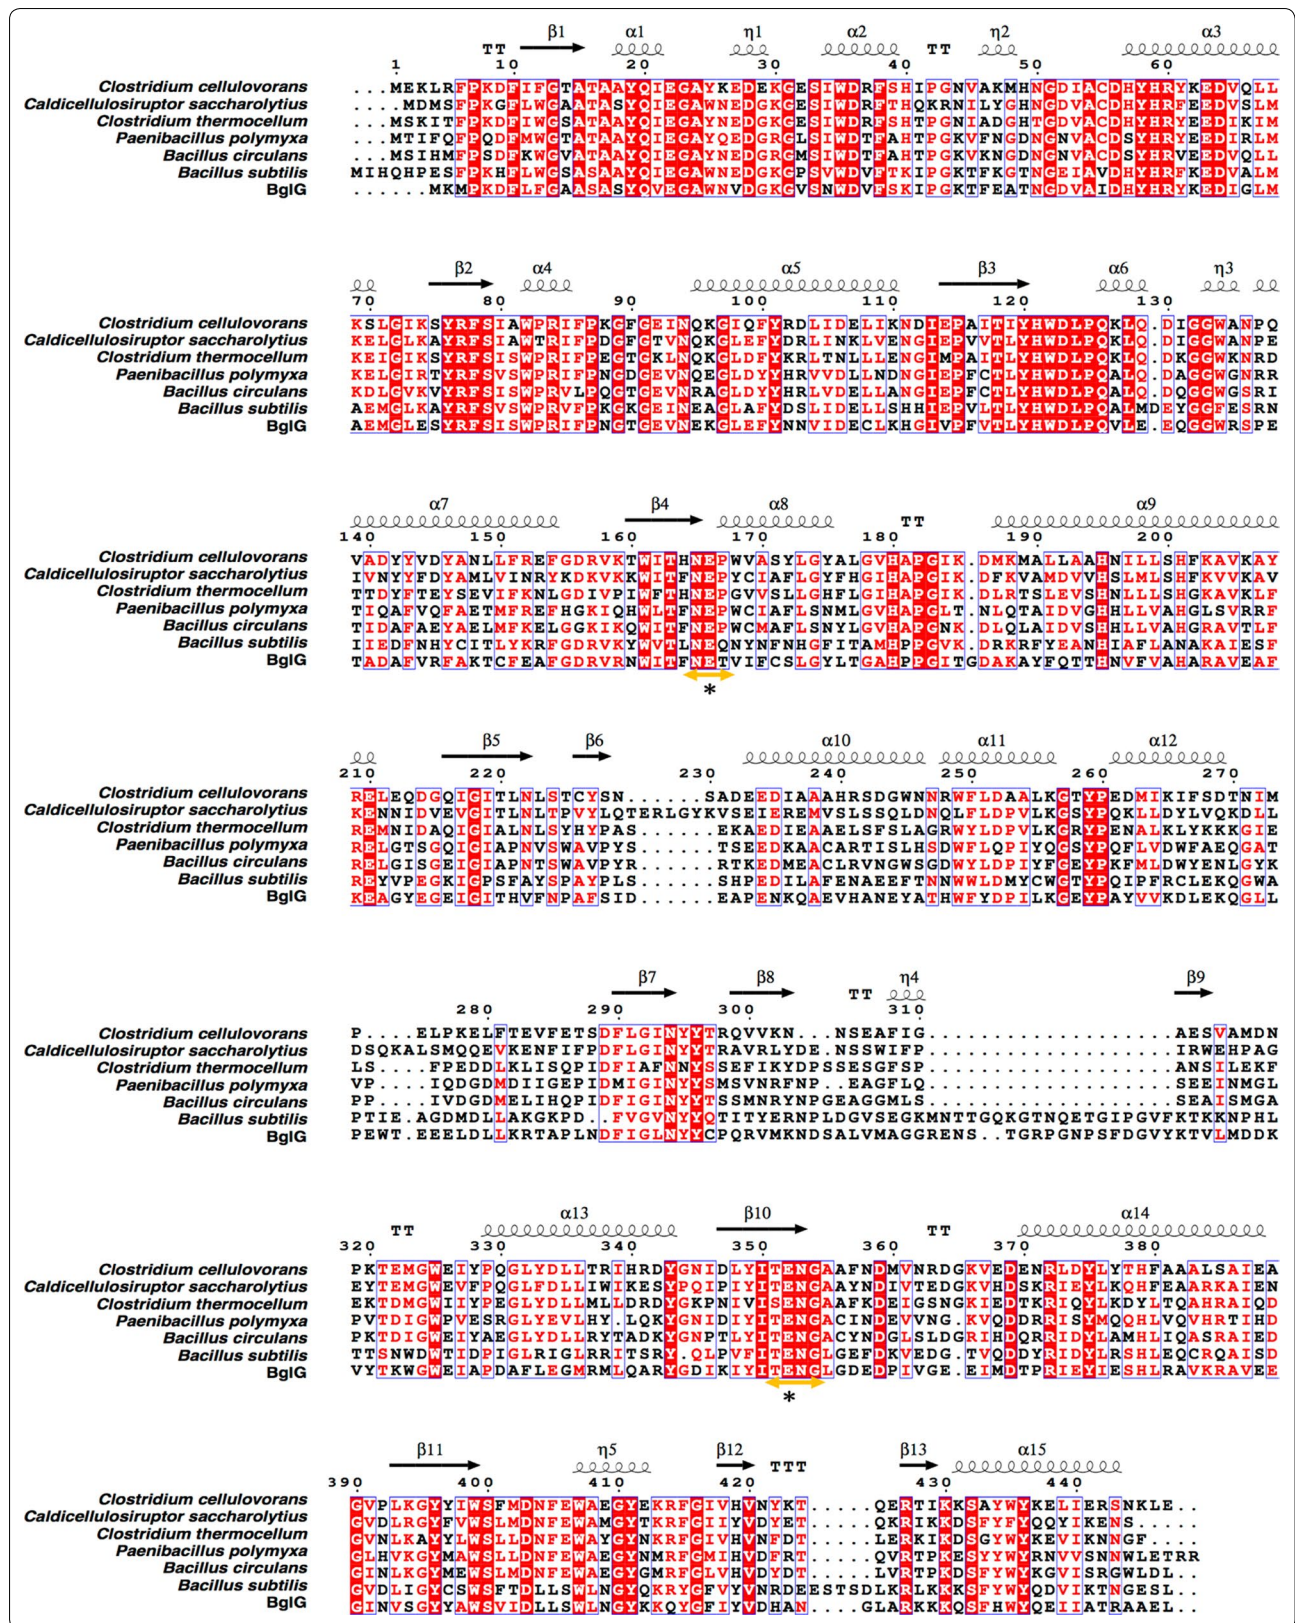 β1 α1 η1 α2 η2 α3
TT TT
1 10 20 30 40 50 60
Clostridium cellulovorans ...MEKLRFPKDFIFGTATAAYQIEGAYKEDEKGESIWDRFSHIPGNVAKMHNGDIACDHYHRYKEDVQLL
Caldicellulosiruptor saccharolytius ....MDMSFPKGFLWGAATASYQIEGAWNEDGKGESIWDRFTHQKRNILYGHNGDVACDHYHRFEEDVSLM
Clostridium thermocellum ...MSKITFPKDFIWGSATAAYQIEGAYNEDGKGESIWDRFSHTPGNIADGHTGDVACDHYHRYEEDIKIM
Paenibacillus polymyxa ...MTIFQFPQDFMWGTATAAYQIEGAYQEDGRGLSIWDTFAHTPGKVFNGDNGNVACDSYHRYEEDIRLM
Bacillus circulans ...MSIHMFPSDFKWGVATAAYQIEGAYNEDGRGMSIWDTFAHTPGKVKNGDNGNVACDSYHRVEEDVQLL
Bacillus subtilis MIHQHPESFPKHFLWGSASAAYQIEGAWNEDGKGPSVWDVFTKIPGKTFKGTNGEIAVDHYHRFKEDVALM
BglG ......MKMPKDFLFGAASASYQVEGAWNVDGKGVSNWDVFSKIPGKTFEATNGDVAIDHYHRYKEDIGLM
β2 α4 α5 β3 α6 η3
70 80 90 100 110 120 130
Clostridium cellulovorans KSLGIKSYRFSIAWPRIFPKGFGEINQKGIQFYRDLIDELIKNDIEPAITIYHWDLPQKLQ.DIGGWANPQ
Caldicellulosiruptor saccharolytius KELGLKAYRFSIAWTRIFPDGFGTVNQKGLEFYDRLINKLVENGIEPVVTLYHWDLPQKLQ.DIGGWANPE
Clostridium thermocellum KEIGIKSYRFSISWPRIFPEGTGKLNQKGLDFYKRLTNLLLENGIMPAITLYHWDLPQKLQ.DKGGWKNRD
Paenibacillus polymyxa KELGIRTYRFSVSWPRIFPNGDGEVNQEGLDYYHRVVDLLNDNGIEPFCTLYHWDLPQALQ.DAGGWGNRR
Bacillus circulans KDLGVKVYRFSISWPRVLPQGTGEVNRAGLDYYHRLVDELLANGIEPFCTLYHWDLPQALQ.DQGGWGSRI
Bacillus subtilis AEMGLKAYRFSVSWPRVFPKGKGEINEAGLAFYDSLIDELLSHHIEPVLTLYHWDLPQALMDEYGGFESRN
BglG AEMGLESYRFSISWPRIFPNGTGEVNEKGLEFYNNVIDECLKHGIVPFVTLYHWDLPQVLE.EQGGWRSPE
α7 β4 α8 α9
TT
140 150 160 170 180 190 200
Clostridium cellulovorans VADYYVDYANLLFREFGDRVKTWITHNEPWVASYLGYALGVHAPGIK.DMKMALLAAHNILLSHFKAVKAY
Caldicellulosiruptor saccharolytius IVNYYFDYAMLVINRYKDKVKKWITFNEPYCIAFLGYFHGIHAPGIK.DFKVAMDVVHSLMLSHFKVVKAV
Clostridium thermocellum TTDYFTEYSEVIFKNLGDIVPIWFTHNEPGVVSLLGHFLGIHAPGIK.DLRTSLEVSHNLLLSHGKAVKLF
Paenibacillus polymyxa TIQAFVQFAETMFREFHGKIQHWLTFNEPWCIAFLSNMLGVHAPGLT.NLQTAIDVGHHLLVAHGLSVRRF
Bacillus circulans TIDAFAEYAELMFKELGGKIKQWITFNEPWCMAFLSNYLGVHAPGNK.DLQLAIDVSHHLLVAHGRAVTLF
Bacillus subtilis IIEDFNHYCITLYKRFGDRVKYWVTLNEQNYNFNHGFITAMHPPGVK.DRKRFYEANHIAFLANAKAIESF
BglG TADAFVRFAKTCFEAFGDRVRNWITFNETVIFCSLGYLTGAHPPGITGDAKAYFQTTHNVFVAHARAVEAF
*
β5 β6 α10 α11 α12
210 220 230 240 250 260 270
Clostridium cellulovorans RELEQDGQIGITLNLSTCYSN.......SADEEDIAAAHRSDGWNNRWFLDAALKGTYPEDMIKIFSDTNIM
Caldicellulosiruptor saccharolytius KENNIDVEVGITLNLTPVYLQTERLGYKVSEIEREMVSLSSQLDNQLFLDPVLKGSYPQKLLDYLVQKDLL
Clostridium thermocellum REMNIDAQIGIALNLSYHYPAS......EKAEDIEAAELSFSLAGRWYLDPVLKGRYPENALKLYKKKGIE
Paenibacillus polymyxa RELGTSGQIGIAPNVSWAVPYS......TSEEDKAACARTISLHSDWFLQPIYQGSYPQFLVDWFAEQGAT
Bacillus circulans RELGISGEIGIAPNTSWAVPYR......RTKEDMEACLRVNGWSGDWYLDPIYFGEYPKFMLDWYENLGYK
Bacillus subtilis REYVPEGKIGPSFAYSPAYPLS......SHPEDILAFENAEEFTNNWWLDMYCWGTYPQIPFRCLEKQGWA
BglG KEAGYEGEIGITHVFNPAFSID......EAPENKQAEVHANEYATHWFYDPILKGEYPAYVVKDLEKQGLL
β7 β8 η4 β9
TT
280 290 300 310
Clostridium cellulovorans P....ELPKELFTEVFETSDFLGINYYTRQVVKN...NSEAFIG...................AESVAMDN
Caldicellulosiruptor saccharolytius DSQKALSMQQEVKENFIFPDFLGINYYTRAVRLYDE.NSSWIFP...................IRWEHPAG
Clostridium thermocellum LS....FPEDDLKLISQPIDFIAFNNYSSEFIKYDPSSESGFSP...................ANSILEKF
Paenibacillus polymyxa VP....IQDGDMDIIGEPIDMIGINYYSMSVNRFNP..EAGFLQ...................SEEINMGL
Bacillus circulans PP....IVDGDMELIHQPIDFIGINYYTSSMNRYNPGEAGGMLS...................SEAISMGA
Bacillus subtilis PTIE.AGDMDLLAKGKPD..FVGVNYYQTITYERNPLDGVSEGKMNTTGQKGTNQETGIPGVFKTKKNPHL
BglG PEWT.EEELDLLKRTAPLNDFIGLNYYCPQRVMKNDSALVMAGGRENS..TGRPGNPSFDGVYKTVLMDDK
α13 β10 α14
TT TT
320 330 340 350 360 370 380
Clostridium cellulovorans PKTEMGWEIYPQGLYDLLTRIHRDYGNIDLYITENGAAFNDMVNRDGKVEDENRLDYLYTHFAAALSAIEA
Caldicellulosiruptor saccharolytius EYTEMGWEVFPQGLFDLLIWIKESYPQIPIYITENGAAYNDIVTEDGKVHDSKRIEYLKQHFEAARKAIEN
Clostridium thermocellum EKTDMGWIIYPEGLYDLLMLLDRDYGKPNIVISENGAAFKDEIGSNGKIEDTKRIQYLKDYLTQAHRAIQD
Paenibacillus polymyxa PVTDIGWPVESRGLYEVLHY.LQKYGNIDIYITENGACINDEVVNG.KVQDDRRISYMQQHLVQVHRTIHD
Bacillus circulans PKTDIGWEIYAEGLYDLLRYTADKYGNPTLYITENGACYNDGLSLDGRIHDQRRIDYLAMHLIQASRAIED
Bacillus subtilis TTSNWDWTIDPIGLRIGLRRITSRY.QLPVFITENGLGEFDKVEDG.TVQDDYRIDYLRSHLEQCRQAISD
BglG VYTKWGWEIAPDAFLEGMRMLQARYGDIKIYITENGLGDEDPIVGE.EIMDTPRIEYIESHLRAVKRAVEE
*
β11 η5 β12 β13 α15
TTT
390 400 410 420 430 440
Clostridium cellulovorans GVPLKGYYIWSFMDNFEWAEGYEKRFGIVHVNYKT.....QERTIKKSAYWYKELIERSNKLE..
Caldicellulosiruptor saccharolytius GVDLRGYFVWSLMDNFEWAMGYTKRFGIIYVDYET.....QKRIKKDSFYFYQQYIKENS.....
Clostridium thermocellum GVNLKAYYLWSLLDNFEWAYGYNKRFGIVHVNFDT.....LERKIKDSGYWYKEVIKNNGF....
Paenibacillus polymyxa GLHVKGYMAWSLLDNFEWAEGYNMRFGMIHVDFRT.....QVRTPKESYYWYRNVVSNNWLETRR
Bacillus circulans GINLKGYMEWSLMDNFEWAEGYGMRFGLVHVDYDT.....LVRTPKDSFYWYKGVISRGWLDL..
Bacillus subtilis GVDLIGYCSWSFTDLLSWLNGYQKRYGFVYVNRDEESTSDLKRLKKKSFYWYQDVIKTNGESL..
BglG GINVSGYYAWSVIDLLSWLNGYKKQYGFIYVDHAN.....GLARKKKQSFHWYQEIIATRAAEL..